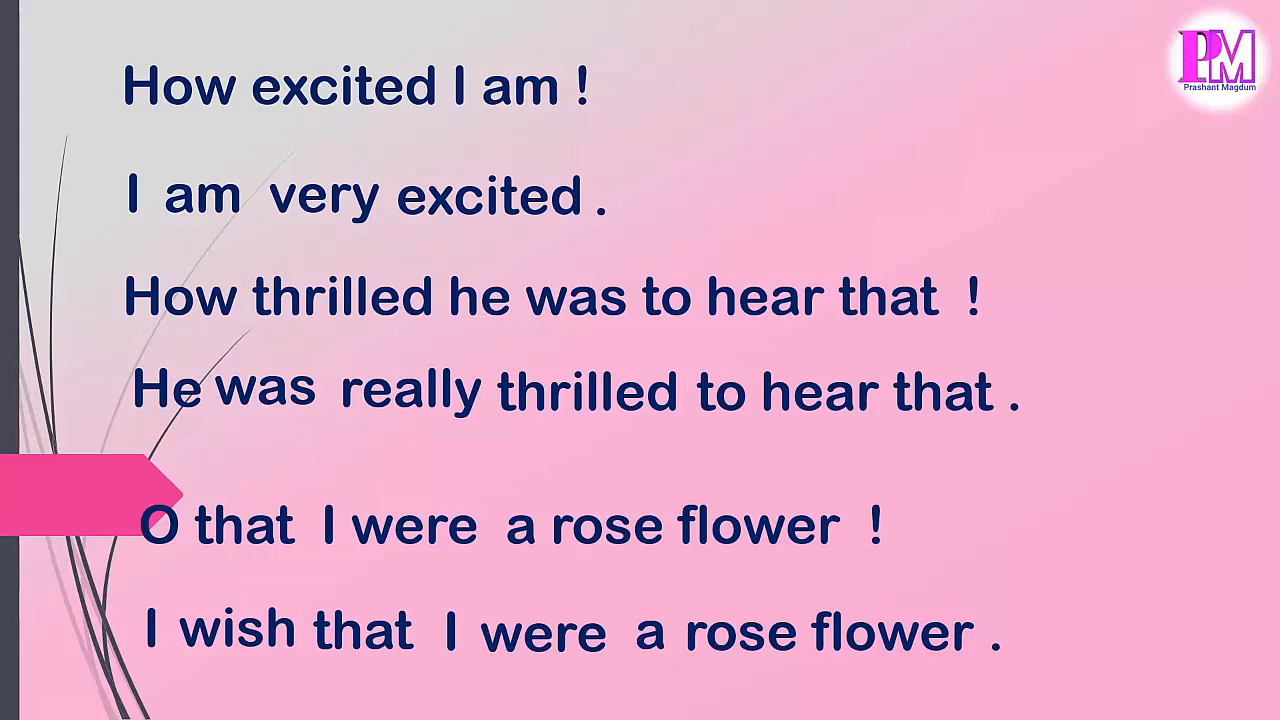 PM
Prashant Magdum
How excited I am !
I am very excited .
How thrilled he was to hear that !
He was really thrilled to hear that .
O that I were a rose flower !
I wish that I were a rose flower .